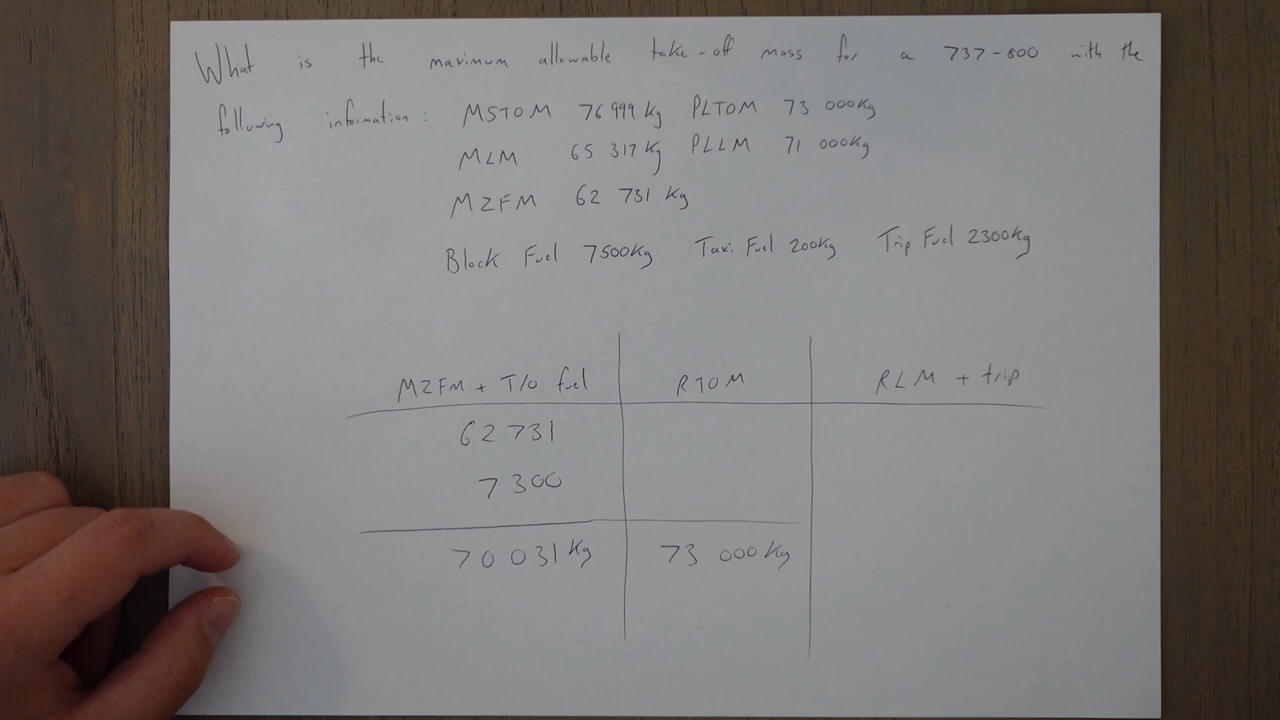 What is the maximum allowable take-off mass for a 737-800 with the
following information: MSTOM 76 999 Kg PLTOM 73 000Kg
MLM 65 317 Kg PLLM 71 000Kg
MZFM 62 731 Kg
Block Fuel 7500Kg Taxi Fuel 200Kg Trip Fuel 2300Kg
MZFM + T/O fuel RTOM RLM + trip
62 731
7 300
70 031 Kg 73 000 Kg